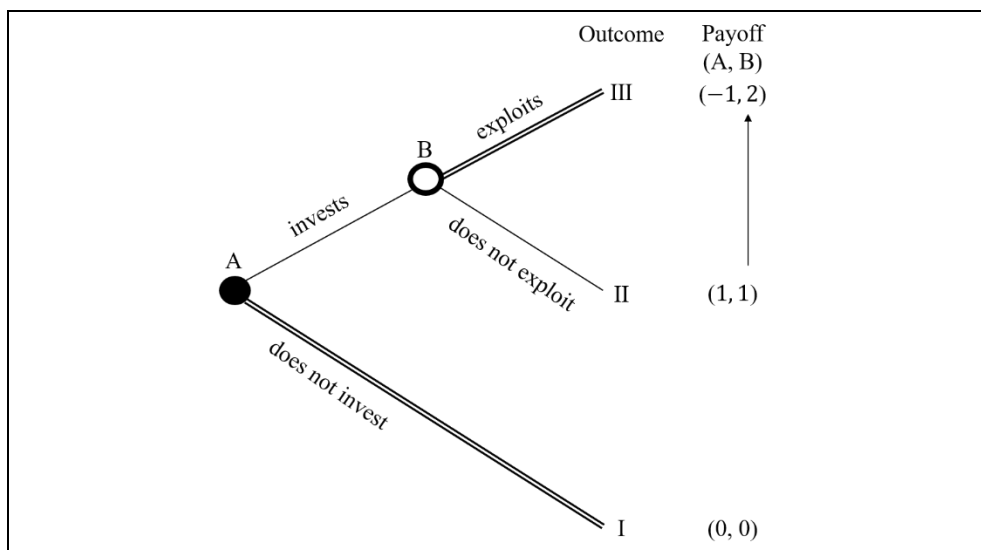 Outcome Payoff
(A, B)
III (−1, 2)
exploits
B
invests
does not exploit
A
II (1, 1)
does not invest
I (0, 0)